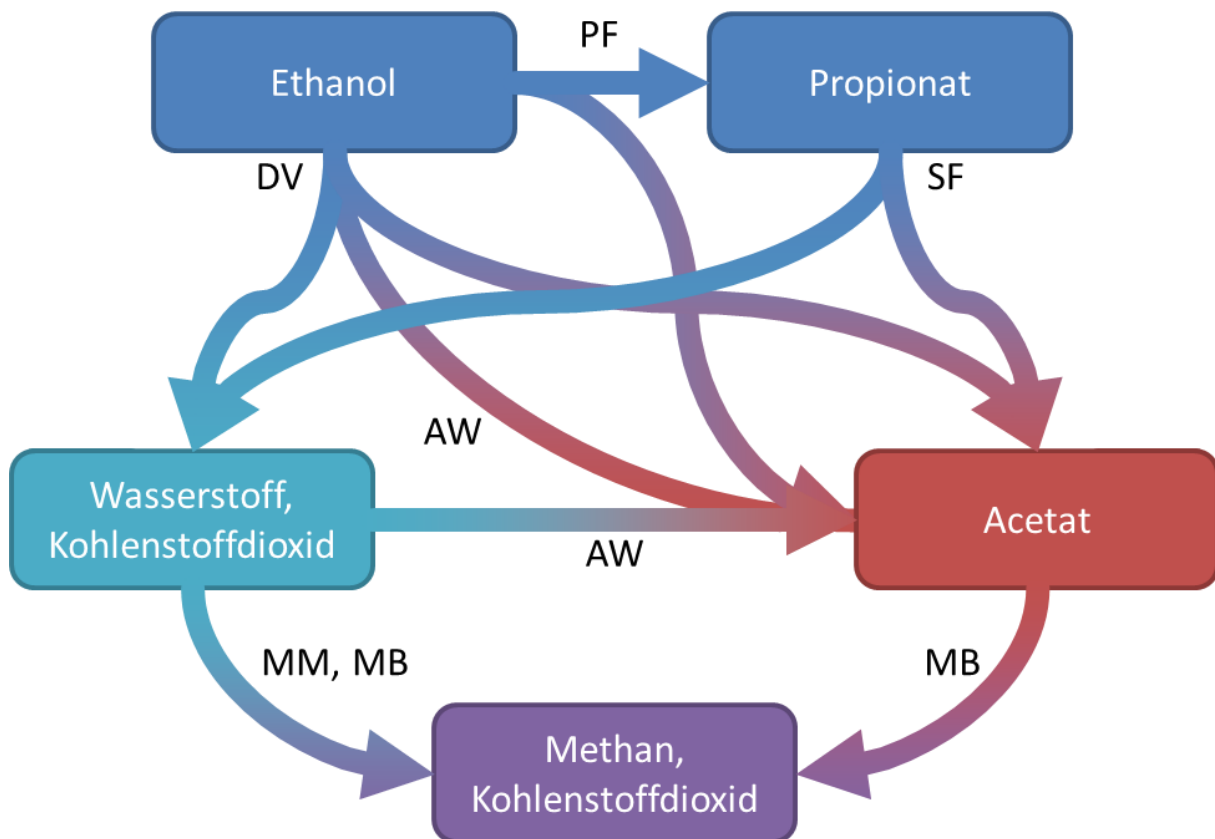 PF
Ethanol
Propionat
DV
SF
AW
Wasserstoff,
Kohlenstoffdioxid
Acetat
AW
MM, MB
MB
Methan,
Kohlenstoffdioxid